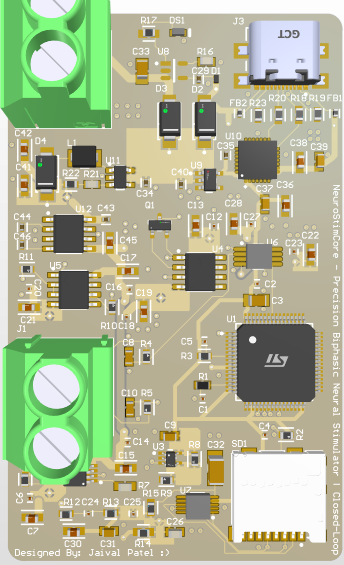 R17
DS1
J3
GCT
C33
U8
R16
C29
D1
D3
D2
FB2
R23
R20
R18
R19
FB1
C42
D4
L1
U11
U10
C35
C38
C39
C41
R22
R21
U9
C40
C37
C36
C44
U12
C43
Q1
C13
C12
C28
C27
C46
C45
U4
U6
C23
C22
R11
U5
C17
C20
C16
C19
C2
C3
C21
R10
C18
J1
U1
C8
R4
C5
R3
R1
C10
R5
C1
C14
C9
C4
R2
U3
R8
C32
SD1
C15
R7
R9
U7
C6
C7
R12
C24
R13
C25
R15
C30
C31
R14
C26
Designed By: Jaival Patel :)
NeuroStimCore - Precision Biphasic Neural Stimulator | Closed-Loop